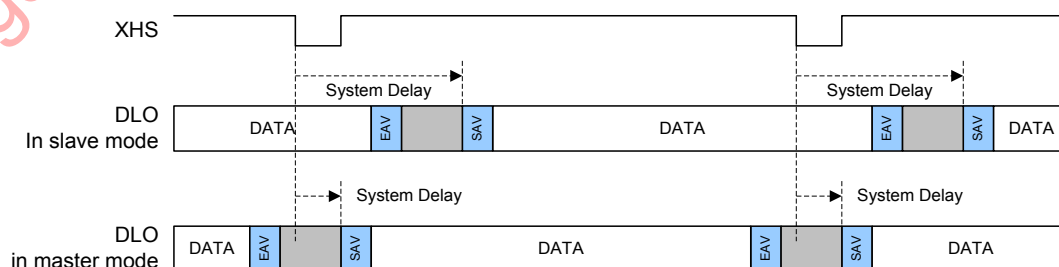 XHS
System Delay System Delay
DLO
In slave mode
DATA EAV SAV DATA EAV SAV DATA
System Delay System Delay
DLO
in master mode
DATA EAV SAV DATA EAV SAV DATA